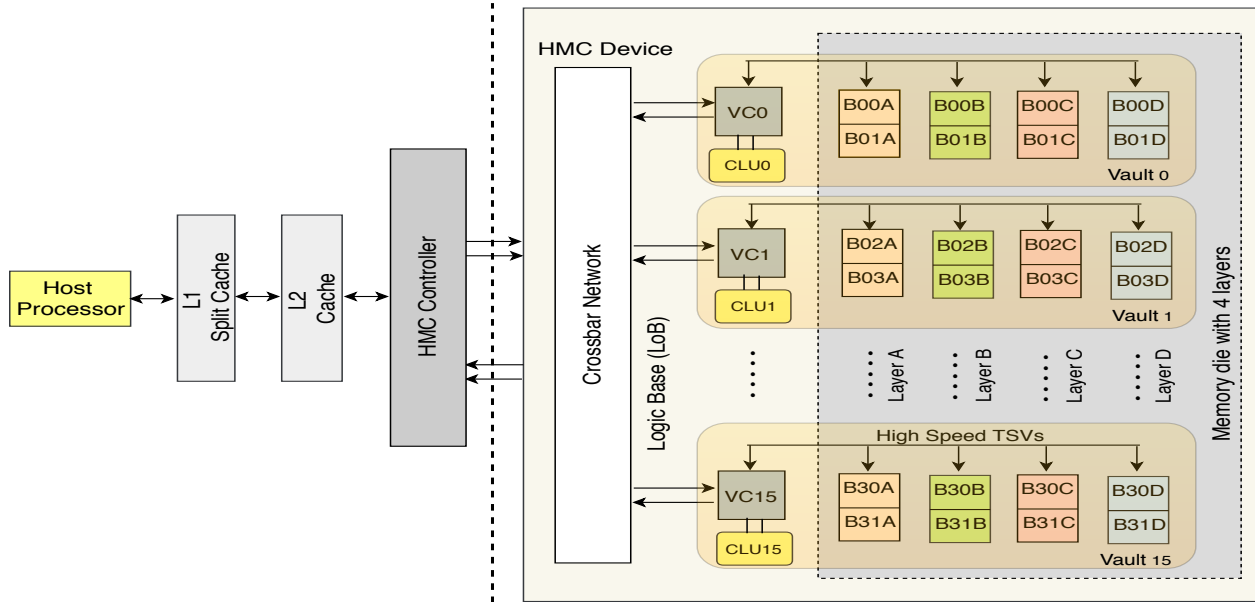 Host
Processor
L1
Split Cache
L2
Cache
HMC Controller
HMC Device
Crossbar Network
Logic Base (LoB)
VC0
CLU0
B00A
B01A
B00B
B01B
B00C
B01C
B00D
B01D
Vault 0
VC1
CLU1
B02A
B03A
B02B
B03B
B02C
B03C
B02D
B03D
Vault 1
Layer A
Layer B
Layer C
Layer D
High Speed TSVs
VC15
CLU15
B30A
B31A
B30B
B31B
B30C
B31C
B30D
B31D
Vault 15
Memory die with 4 layers